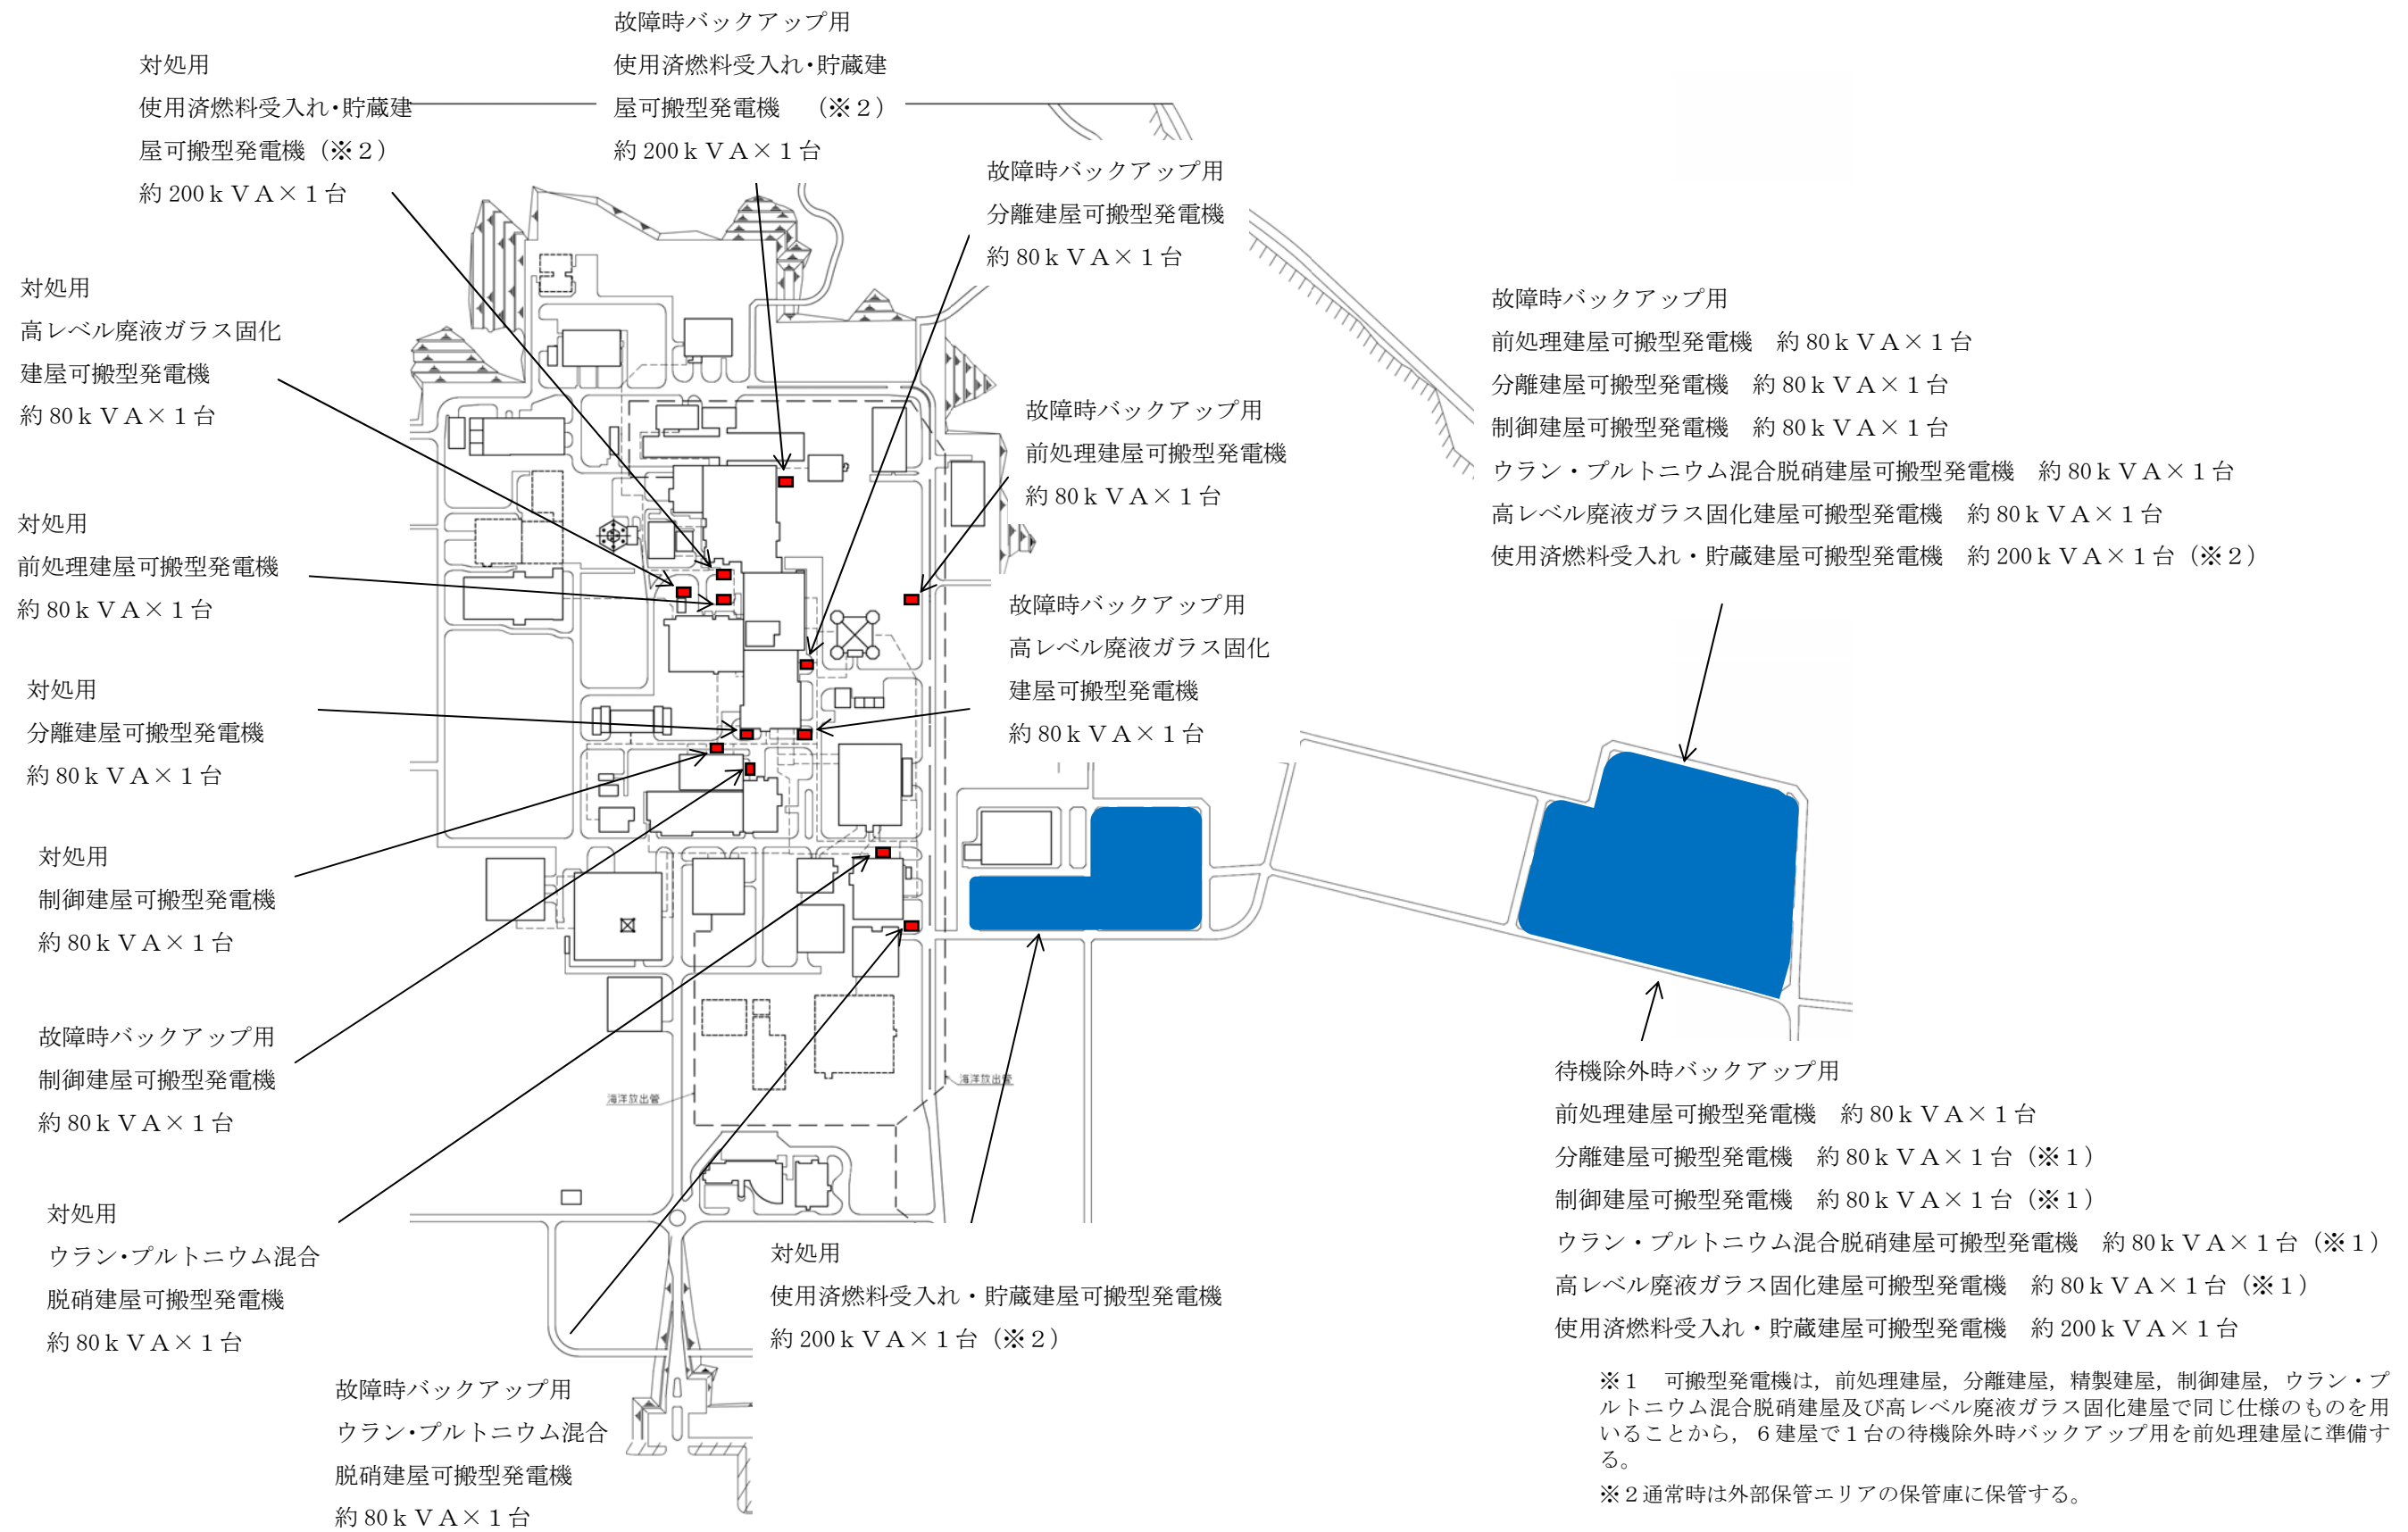 対処用
使用済燃料受入れ・貯蔵建
屋可搬型発電機（※２）
約 200ｋＶＡ×１台
故障時バックアップ用
使用済燃料受入れ・貯蔵建
屋可搬型発電機　（※２）
約 200ｋＶＡ×１台
故障時バックアップ用
分離建屋可搬型発電機
約 80ｋＶＡ×１台
対処用
高レベル廃液ガラス固化
建屋可搬型発電機
約 80ｋＶＡ×１台
故障時バックアップ用
前処理建屋可搬型発電機
約 80ｋＶＡ×１台
故障時バックアップ用
前処理建屋可搬型発電機　約 80ｋＶＡ×１台
分離建屋可搬型発電機　約 80ｋＶＡ×１台
制御建屋可搬型発電機　約 80ｋＶＡ×１台
ウラン・プルトニウム混合脱硝建屋可搬型発電機　約 80ｋＶＡ×１台
高レベル廃液ガラス固化建屋可搬型発電機　約 80ｋＶＡ×１台
使用済燃料受入れ・貯蔵建屋可搬型発電機　約 200ｋＶＡ×１台（※２）
対処用
前処理建屋可搬型発電機
約 80ｋＶＡ×１台
故障時バックアップ用
高レベル廃液ガラス固化
建屋可搬型発電機
約 80ｋＶＡ×１台
対処用
分離建屋可搬型発電機
約 80ｋＶＡ×１台
対処用
制御建屋可搬型発電機
約 80ｋＶＡ×１台
故障時バックアップ用
制御建屋可搬型発電機
約 80ｋＶＡ×１台
海洋放出管
海洋放出管
対処用
ウラン・プルトニウム混合
脱硝建屋可搬型発電機
約 80ｋＶＡ×１台
対処用
使用済燃料受入れ・貯蔵建屋可搬型発電機
約 200ｋＶＡ×１台（※２）
故障時バックアップ用
ウラン・プルトニウム混合
脱硝建屋可搬型発電機
約 80ｋＶＡ×１台
待機除外時バックアップ用
前処理建屋可搬型発電機　約 80ｋＶＡ×１台
分離建屋可搬型発電機　約 80ｋＶＡ×１台（※１）
制御建屋可搬型発電機　約 80ｋＶＡ×１台（※１）
ウラン・プルトニウム混合脱硝建屋可搬型発電機　約 80ｋＶＡ×１台（※１）
高レベル廃液ガラス固化建屋可搬型発電機　約 80ｋＶＡ×１台（※１）
使用済燃料受入れ・貯蔵建屋可搬型発電機　約 200ｋＶＡ×１台
※１　可搬型発電機は，前処理建屋，分離建屋，精製建屋，制御建屋，ウラン・プ
ルトニウム混合脱硝建屋及び高レベル廃液ガラス固化建屋で同じ仕様のものを用
いることから，６建屋で１台の待機除外時バックアップ用を前処理建屋に準備す
る。
※２通常時は外部保管エリアの保管庫に保管する。